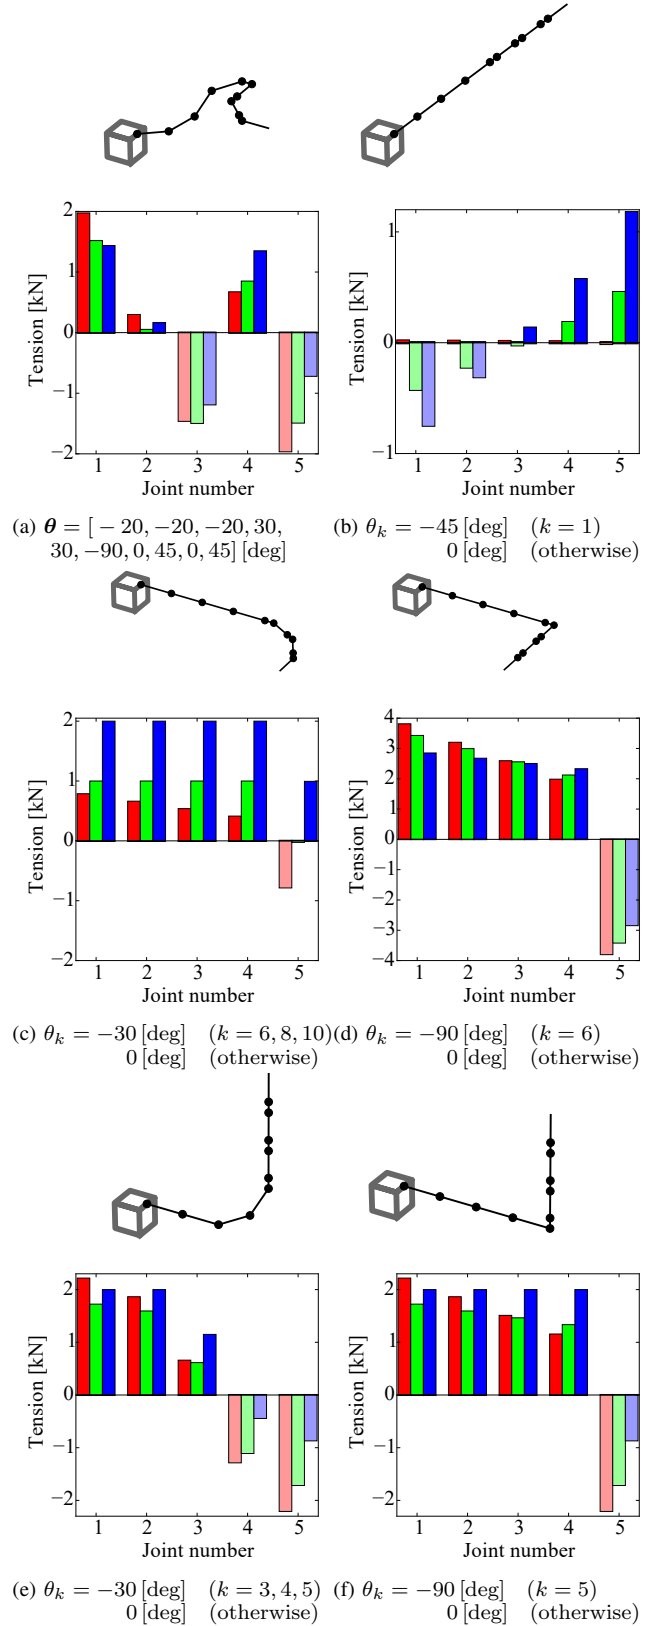 2
1
0
−1
−2
Tension [kN]
1 2 3 4 5
Joint number
1
0
−1
Tension [kN]
1 2 3 4 5
Joint number
(a) θ = [ − 20, −20, −20, 30,
30, −90, 0, 45, 0, 45] [deg]
(b) θk = −45 [deg] (k = 1)
0 [deg] (otherwise)
2
1
0
−1
−2
Tension [kN]
1 2 3 4 5
Joint number
4
3
2
1
0
−1
−2
−3
−4
Tension [kN]
1 2 3 4 5
Joint number
(c) θk = −30 [deg] (k = 6, 8, 10)
0 [deg] (otherwise)
(d) θk = −90 [deg] (k = 6)
0 [deg] (otherwise)
2
1
0
−1
−2
Tension [kN]
1 2 3 4 5
Joint number
2
1
0
−1
−2
Tension [kN]
1 2 3 4 5
Joint number
(e) θk = −30 [deg] (k = 3, 4, 5)
0 [deg] (otherwise)
(f) θk = −90 [deg] (k = 5)
0 [deg] (otherwise)